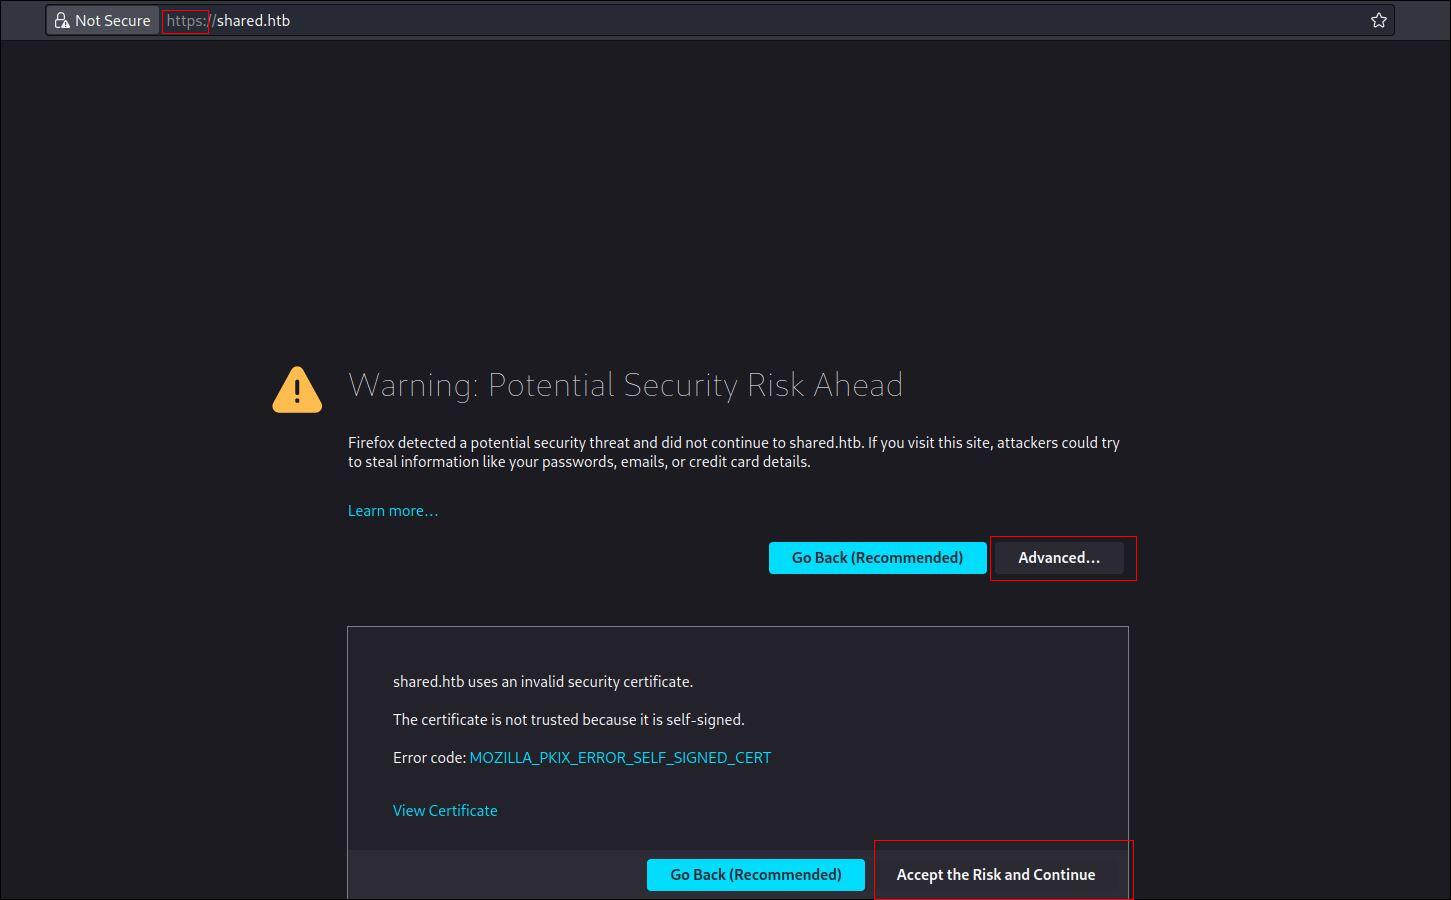 Not Secure https://shared.htb
Warning: Potential Security Risk Ahead
Firefox detected a potential security threat and did not continue to shared.htb. If you visit this site, attackers could try
to steal information like your passwords, emails, or credit card details.
Learn more…
Go Back (Recommended) Advanced…
shared.htb uses an invalid security certificate.
The certificate is not trusted because it is self-signed.
Error code: MOZILLA_PKIX_ERROR_SELF_SIGNED_CERT
View Certificate
Go Back (Recommended) Accept the Risk and Continue